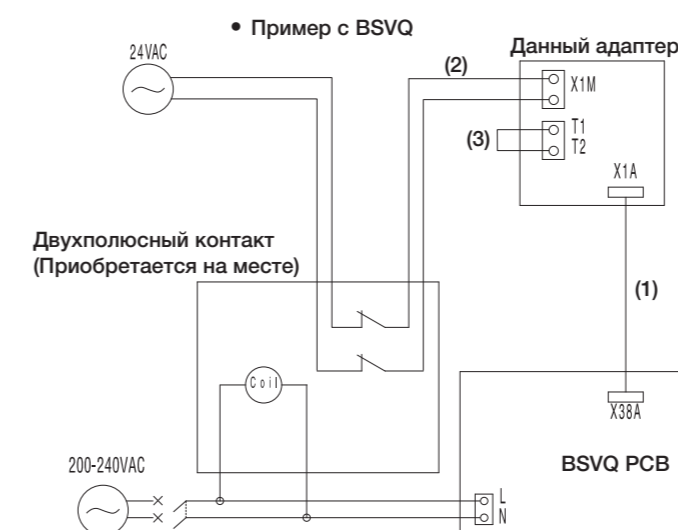 • Пример с BSVQ
24VAC
Данный адаптер
(2)
X1M
(3)
T1
T2
X1A
Двухполюсный контакт
(Приобретается на месте)
(1)
Coil
X38A
200-240VAC
BSVQ PCB
L
N